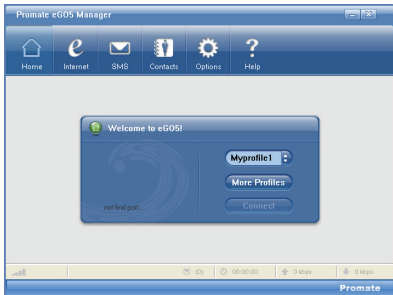 Promate eGO5 Manager
Home
Internet
SMS
Contacts
Options
Help
Welcome to eGO5!
Myprofile1
More Profiles
not find port...
Connect
(0)
00:00:00
0 kbps
0 kbps
Promate